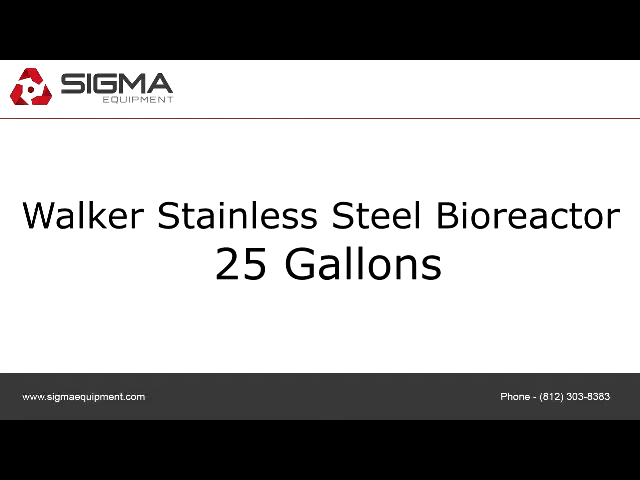 SIGMA
EQUIPMENT
Walker Stainless Steel Bioreactor
25 Gallons
www.sigmaequipment.com
Phone - (812) 303-8383